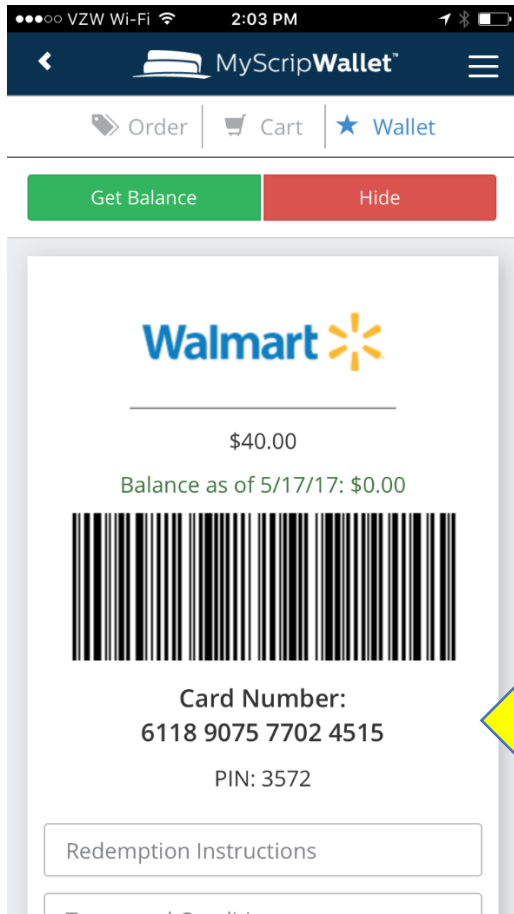 VZW Wi-Fi 2:03 PM
MyScripWallet™
Order Cart Wallet
Get Balance Hide
Walmart
$40.00
Balance as of 5/17/17: $0.00
Card Number:
6118 9075 7702 4515
PIN: 3572
Redemption Instructions